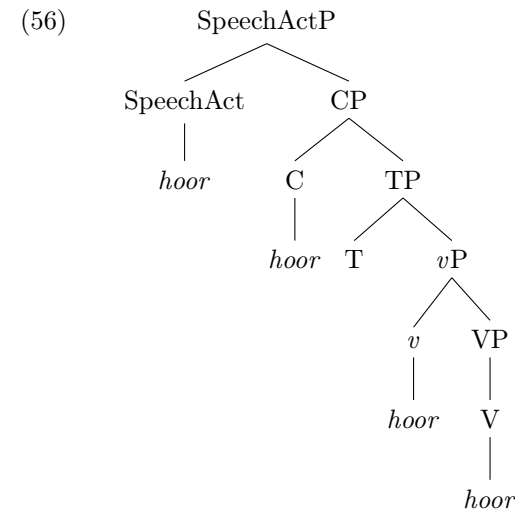 (56) SpeechActP
SpeechAct CP
hoor C TP
hoor T vP
v VP
hoor V
hoor